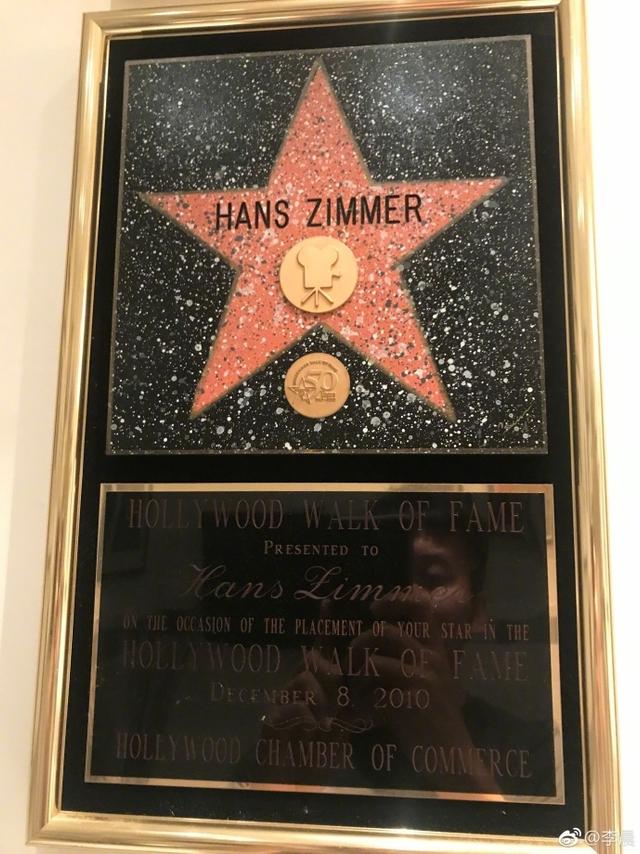 HANS ZIMMER
50
HOLLYWOOD WALK OF FAME
PRESENTED TO
Hans Zimmer
ON THE OCCASION OF THE PLACEMENT OF YOUR STAR IN THE
HOLLYWOOD WALK OF FAME
DECEMBER 8, 2010
HOLLYWOOD CHAMBER OF COMMERCE
@李晨